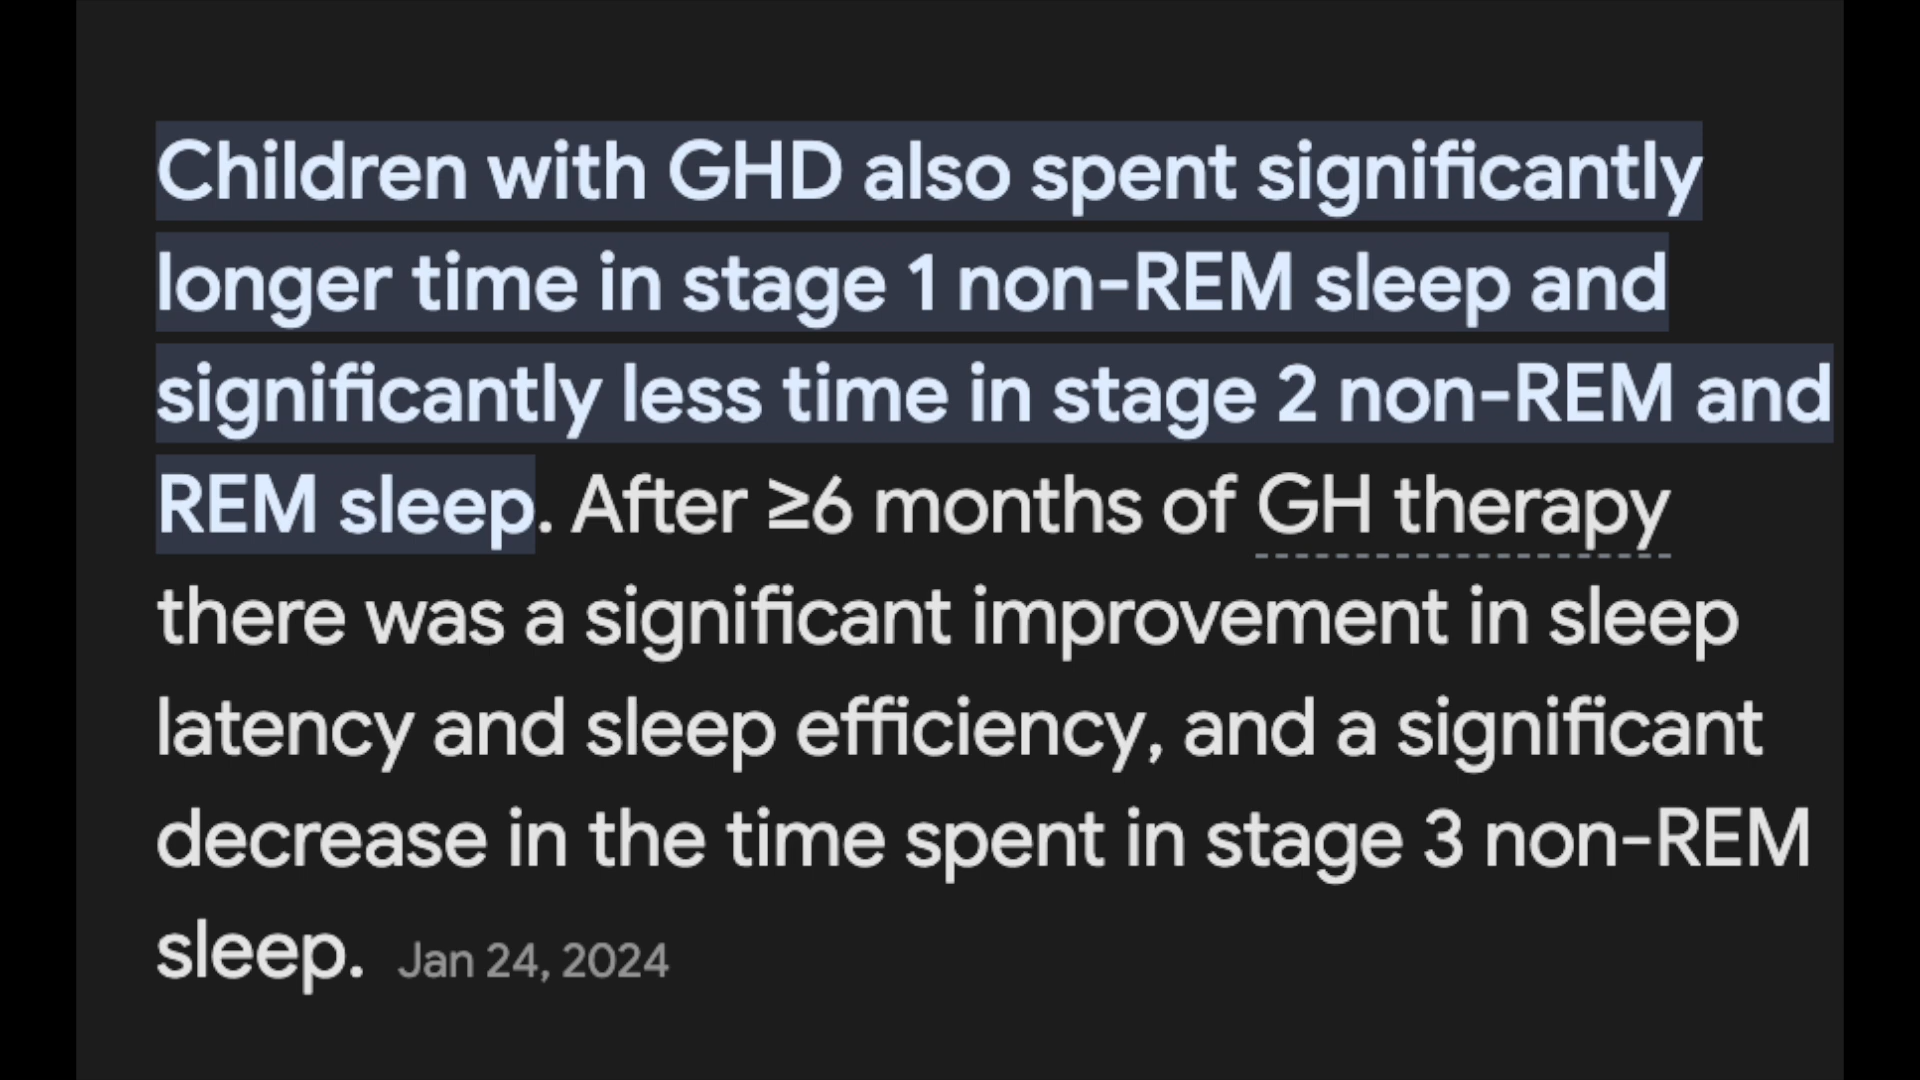 Children with GHD also spent significantly
longer time in stage 1 non-REM sleep and
significantly less time in stage 2 non-REM and
REM sleep. After ≥6 months of GH therapy
there was a significant improvement in sleep
latency and sleep efficiency, and a significant
decrease in the time spent in stage 3 non-REM
sleep. Jan 24, 2024